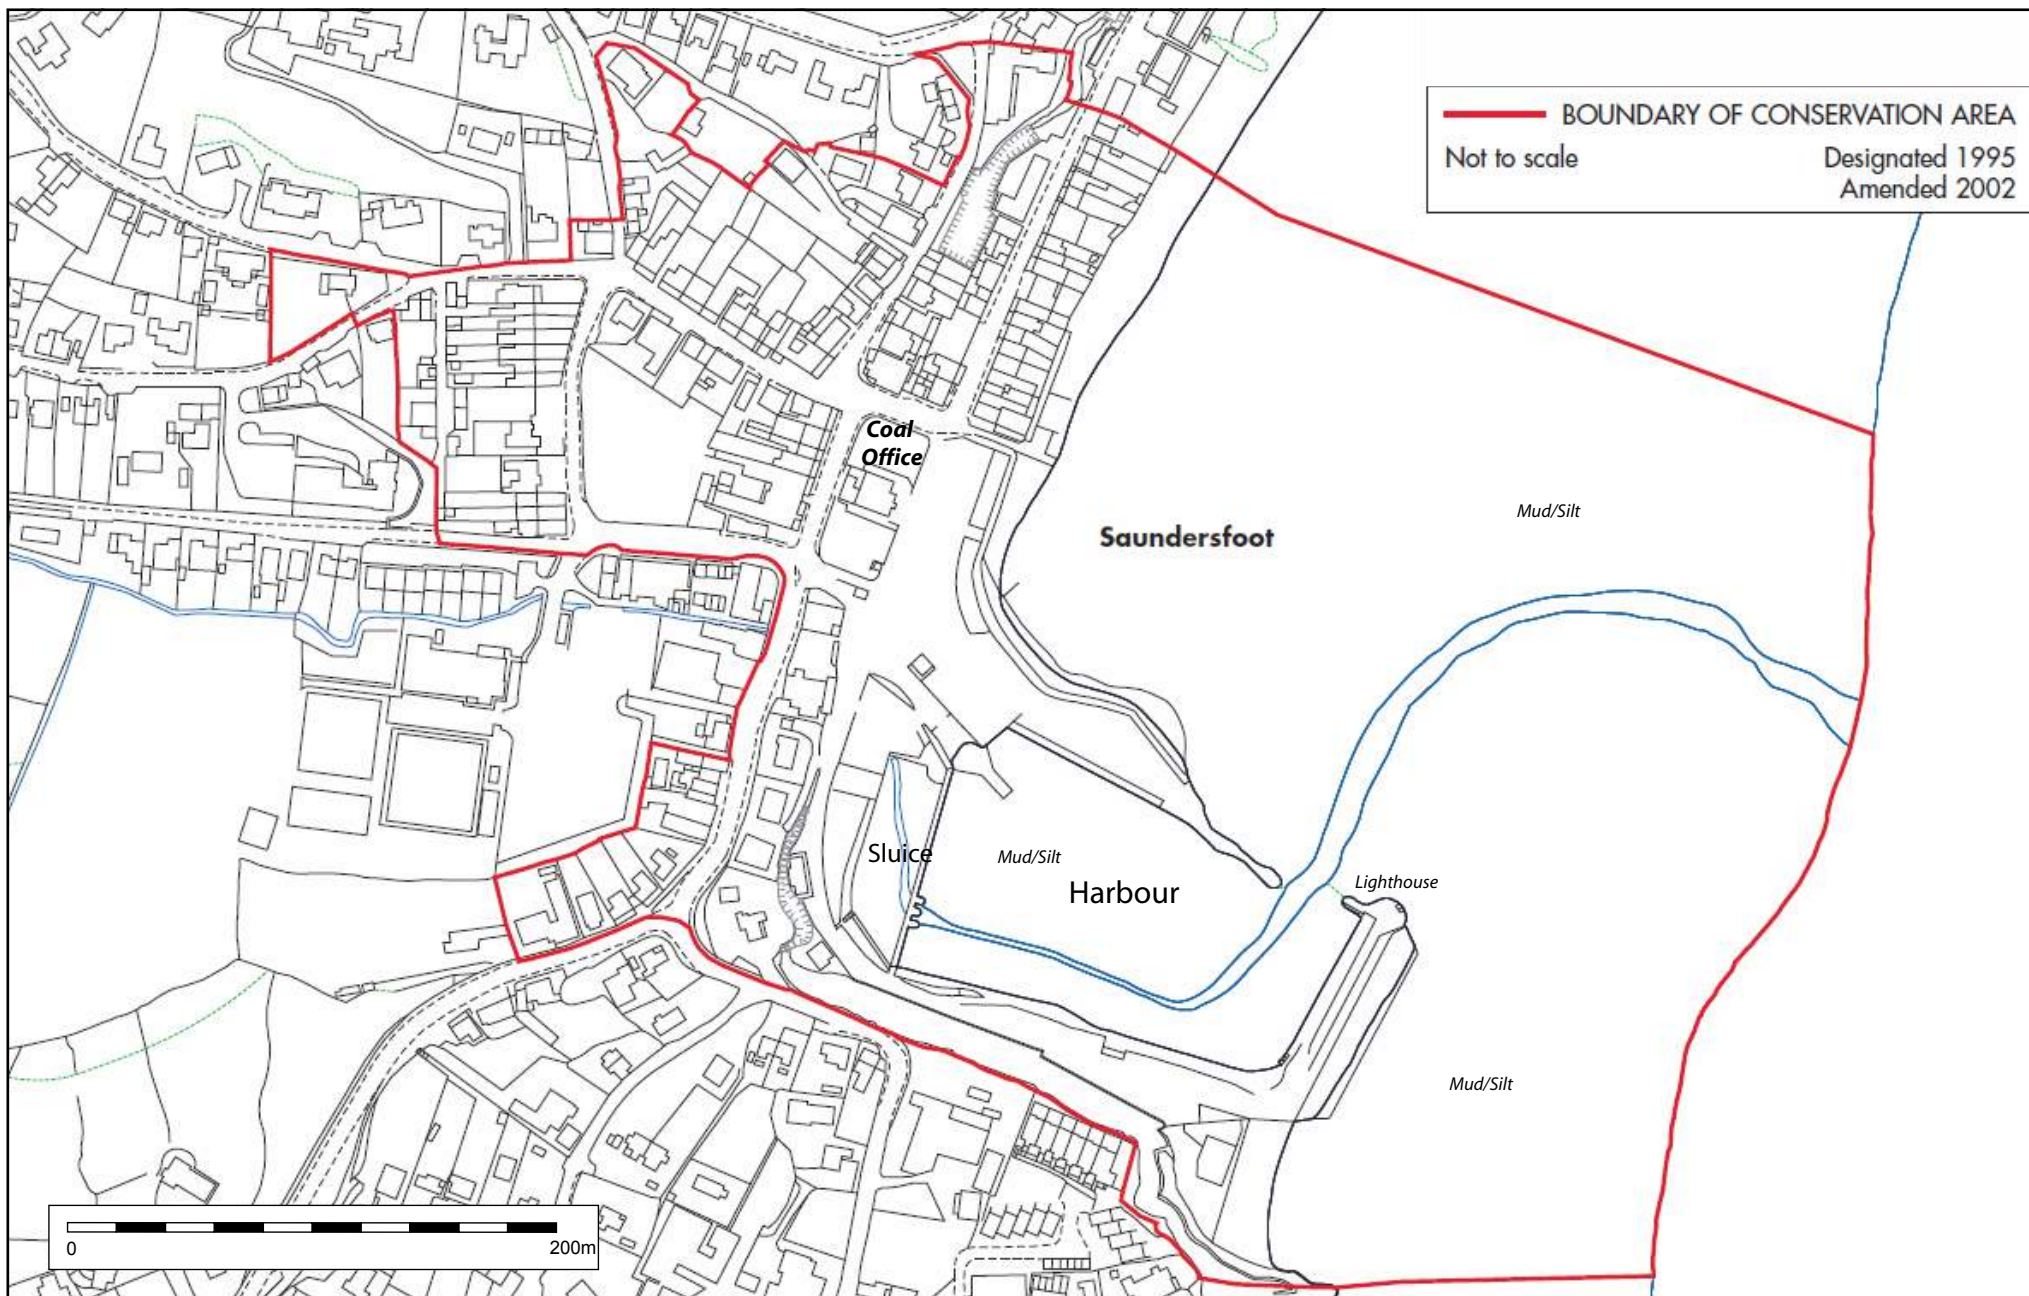 BOUNDARY OF CONSERVATION AREA
Not to scale Designated 1995
Amended 2002
Coal
Office
Mud/Silt
Saundersfoot
Sluice
Mud/Silt
Harbour
Lighthouse
Mud/Silt
0 200m